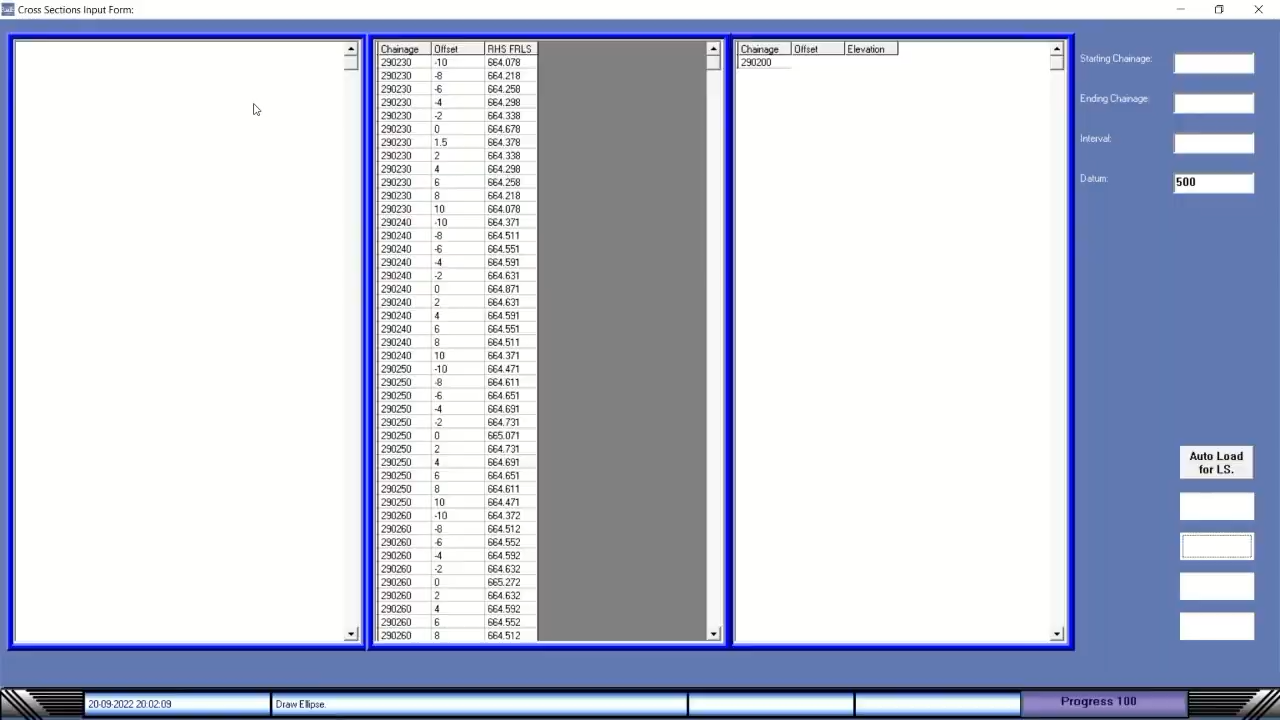 Cross Sections Input Form:
Chainage Offset RHS FRLS
290230 -10 664.078
290230 -8 664.218
290230 -6 664.258
290230 -4 664.298
290230 -2 664.338
290230 0 664.678
290230 1.5 664.378
290230 2 664.338
290230 4 664.298
290230 6 664.258
290230 8 664.218
290230 10 664.078
290240 -10 664.371
290240 -8 664.511
290240 -6 664.551
290240 -4 664.591
290240 -2 664.631
290240 0 664.871
290240 2 664.631
290240 4 664.591
290240 6 664.551
290240 8 664.511
290240 10 664.371
290250 -10 664.471
290250 -8 664.611
290250 -6 664.651
290250 -4 664.691
290250 -2 664.731
290250 0 665.071
290250 2 664.731
290250 4 664.691
290250 6 664.651
290250 8 664.611
290250 10 664.471
290260 -10 664.372
290260 -8 664.512
290260 -6 664.552
290260 -4 664.592
290260 -2 664.632
290260 0 665.272
290260 2 664.632
290260 4 664.592
290260 6 664.552
290260 8 664.512
Chainage Offset Elevation
290200
Starting Chainage:
Ending Chainage:
Interval:
Datum: 500
Auto Load
for LS.
20-09-2022 20:02:09
Draw Ellipse.
Progress 100